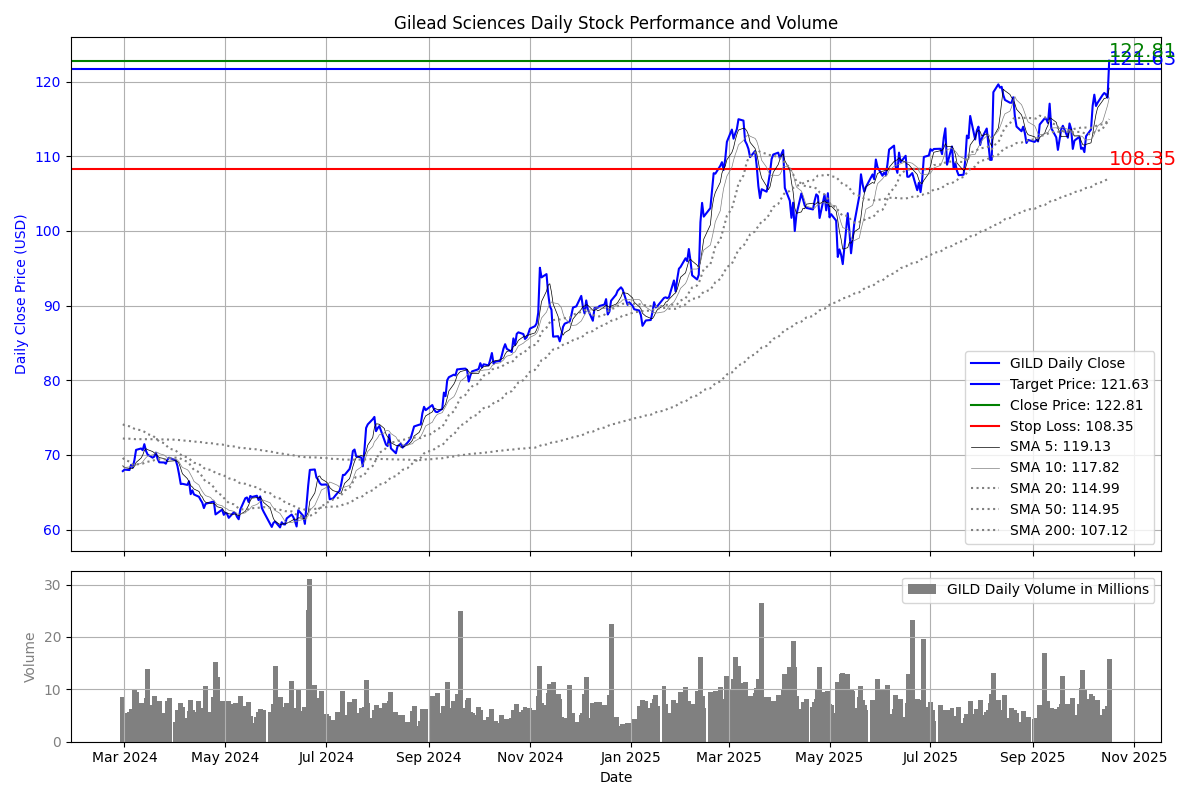 Gilead Sciences Daily Stock Performance and Volume
122.81
121.63
120
110
108.35
100
90
80
70
60
Daily Close Price (USD)
GILD Daily Close
Target Price: 121.63
Close Price: 122.81
Stop Loss: 108.35
SMA 5: 119.13
SMA 10: 117.82
SMA 20: 114.99
SMA 50: 114.95
SMA 200: 107.12
30
20
10
0
Volume
GILD Daily Volume in Millions
Mar 2024 May 2024 Jul 2024 Sep 2024 Nov 2024 Jan 2025 Mar 2025 May 2025 Jul 2025 Sep 2025 Nov 2025
Date